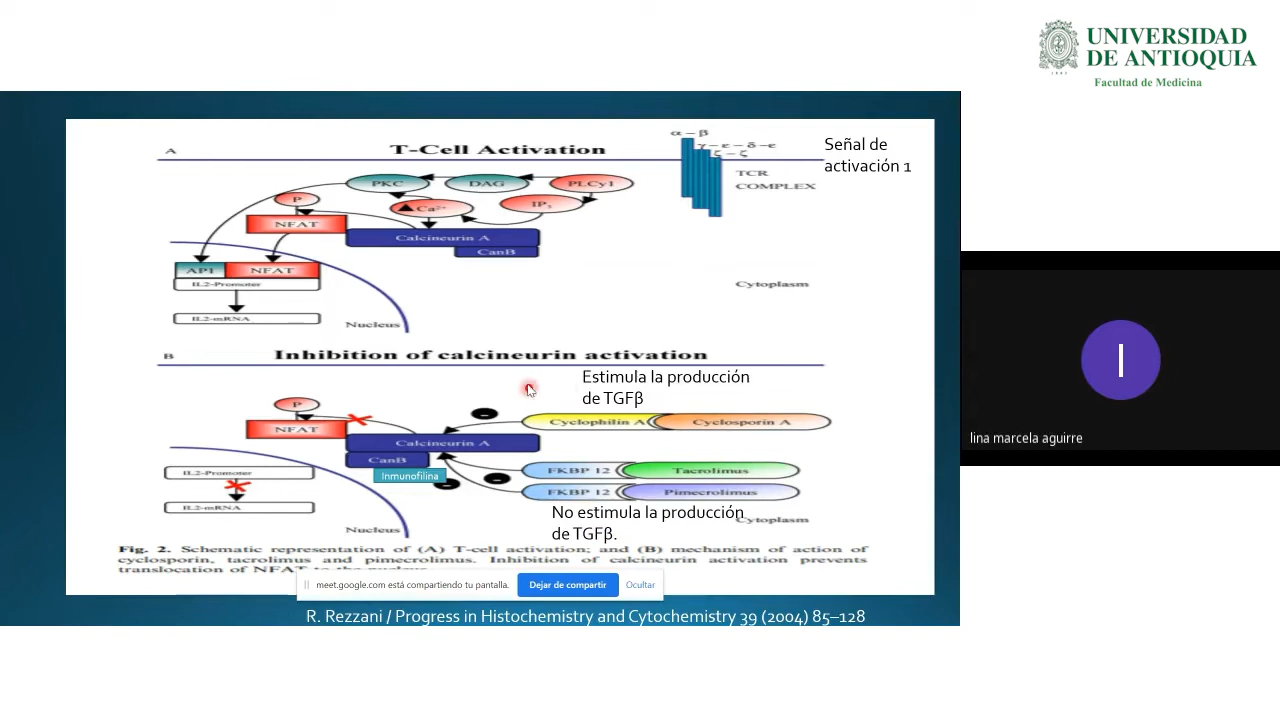 UNIVERSIDAD
DE ANTIOQUIA
Facultad de Medicina
1803
A
T-Cell Activation
α – β
γ – ε – δ – ε
ζ – ζ
Señal de
activación 1
TCR
COMPLEX
PKC
DAG
PLCγ1
P
Ca²⁺
IP₃
NFAT
Calcineurin A
CanB
AP1
NFAT
IL2-Promoter
IL2-mRNA
Nucleus
Cytoplasm
B
Inhibition of calcineurin activation
Estimula la producción
de TGFβ
P
NFAT
Cyclophilin A
Cyclosporin A
Calcineurin A
CanB
Inmunofilina
FKBP 12
Tacrolimus
FKBP 12
Pimecrolimus
IL2-Promoter
IL2-mRNA
No estimula la producción
de TGFβ.
Cytoplasm
Nucleus
Fig. 2. Schematic representation of (A) T-cell activation; and (B) mechanism of action of
cyclosporin, tacrolimus and pimecrolimus. Inhibition of calcineurin activation prevents
translocation of NFAT to the nucleus.
meet.google.com está compartiendo tu pantalla.
Dejar de compartir
Ocultar
R. Rezzani / Progress in Histochemistry and Cytochemistry 39 (2004) 85–128
l
lina marcela aguirre